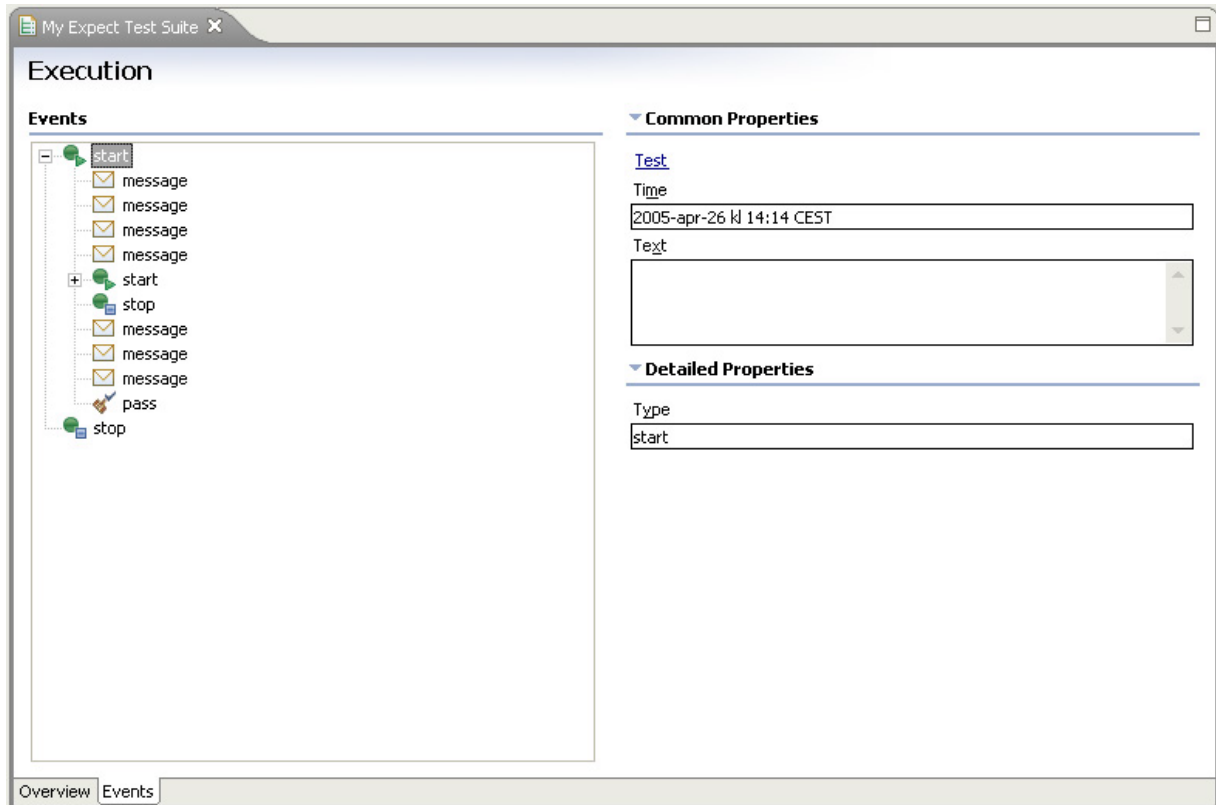 My Expect Test Suite
Execution
Events
start
message
message
message
message
start
stop
message
message
message
pass
stop
Common Properties
Test
Time
2005-apr-26 kl 14:14 CEST
Text
Detailed Properties
Type
start
Overview
Events